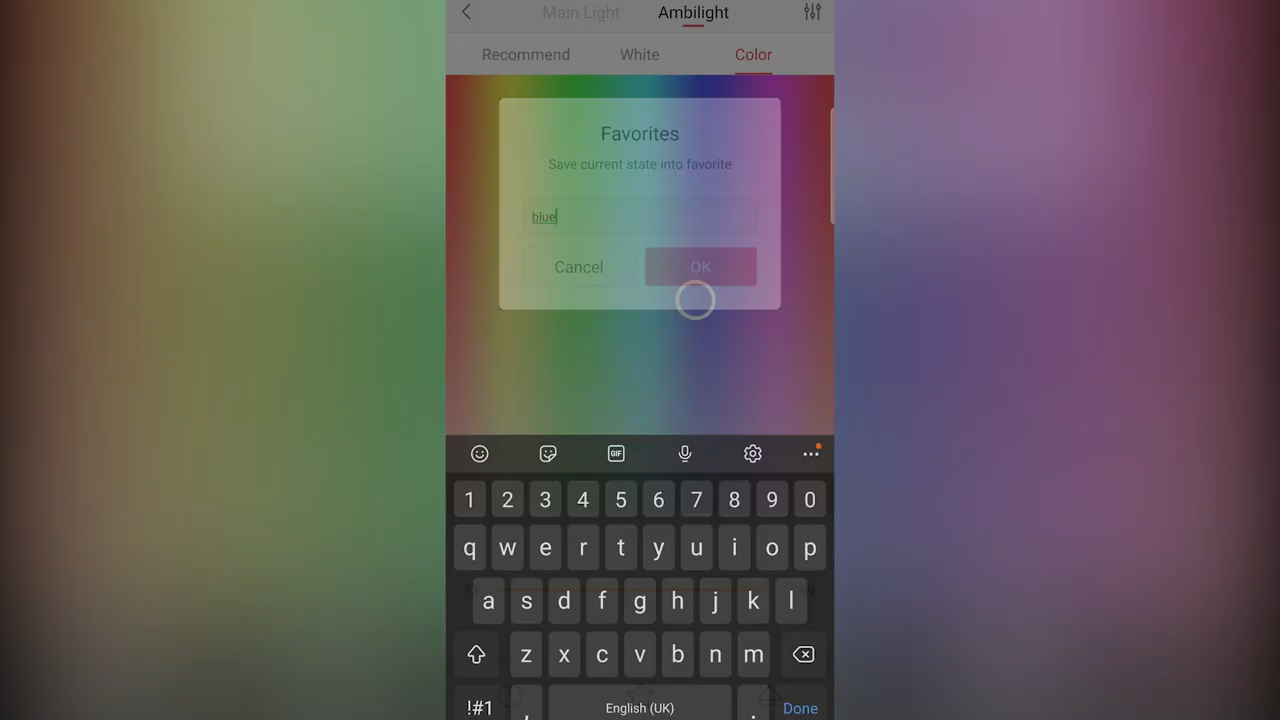 Main Light Ambilight
Recommend White Color
Favorites
Save current state into favorite
blue
Cancel OK
GIF
1 2 3 4 5 6 7 8 9 0
q w e r t y u i o p
a s d f g h j k l
z x c v b n m
!#1 , English (UK) . Done